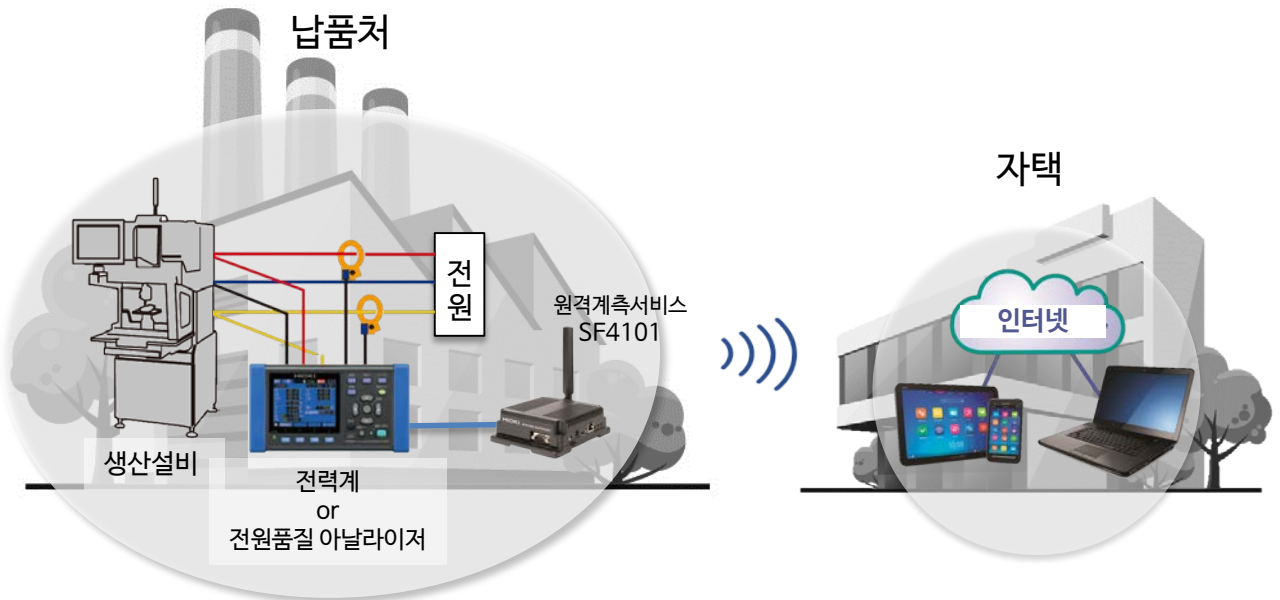 납품처
자택
전
원
원격계측서비스
SF4101
인터넷
HIOKI
생산설비
전력계
or
전원품질 아날라이저